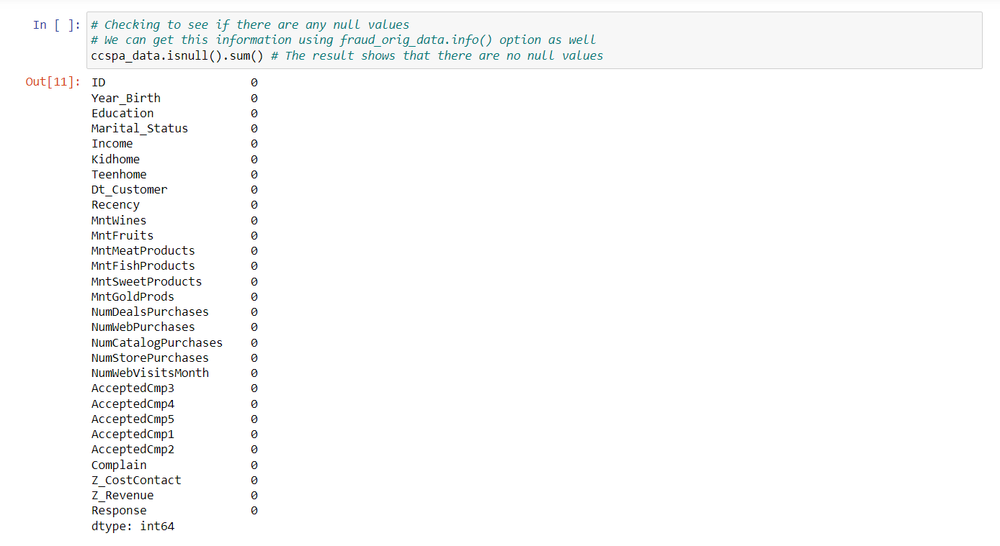 In [ ]: # Checking to see if there are any null values
# We can get this information using fraud_orig_data.info() option as well
ccspa_data.isnull().sum() # The result shows that there are no null values
Out[11]: ID 0
Year_Birth 0
Education 0
Marital_Status 0
Income 0
Kidhome 0
Teenhome 0
Dt_Customer 0
Recency 0
MntWines 0
MntFruits 0
MntMeatProducts 0
MntFishProducts 0
MntSweetProducts 0
MntGoldProds 0
NumDealsPurchases 0
NumWebPurchases 0
NumCatalogPurchases 0
NumStorePurchases 0
NumWebVisitsMonth 0
AcceptedCmp3 0
AcceptedCmp4 0
AcceptedCmp5 0
AcceptedCmp1 0
AcceptedCmp2 0
Complain 0
Z_CostContact 0
Z_Revenue 0
Response 0
dtype: int64